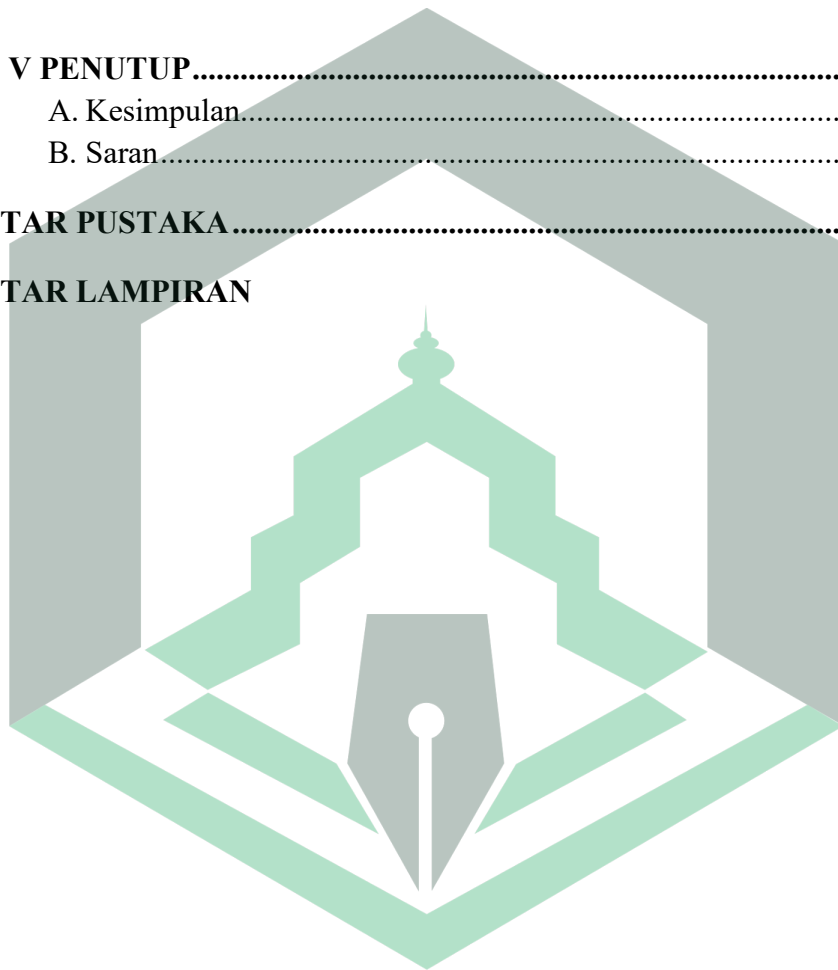 V PENUTUP................................................................................
A. Kesimpulan...........................................................................
B. Saran.....................................................................................
TAR PUSTAKA...........................................................................
TAR LAMPIRAN